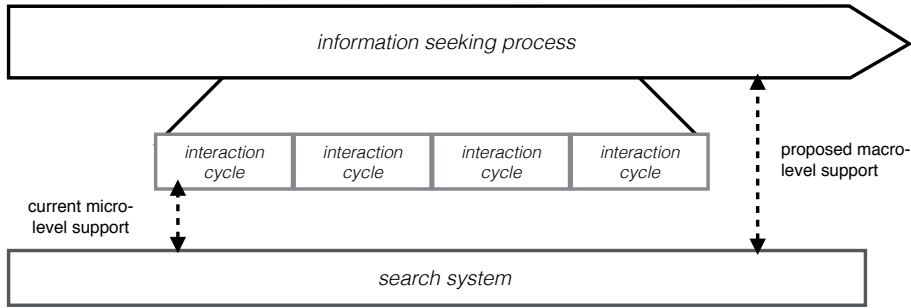 information seeking process
interaction
cycle
interaction
cycle
interaction
cycle
interaction
cycle
proposed macro-
level support
current micro-
level support
search system